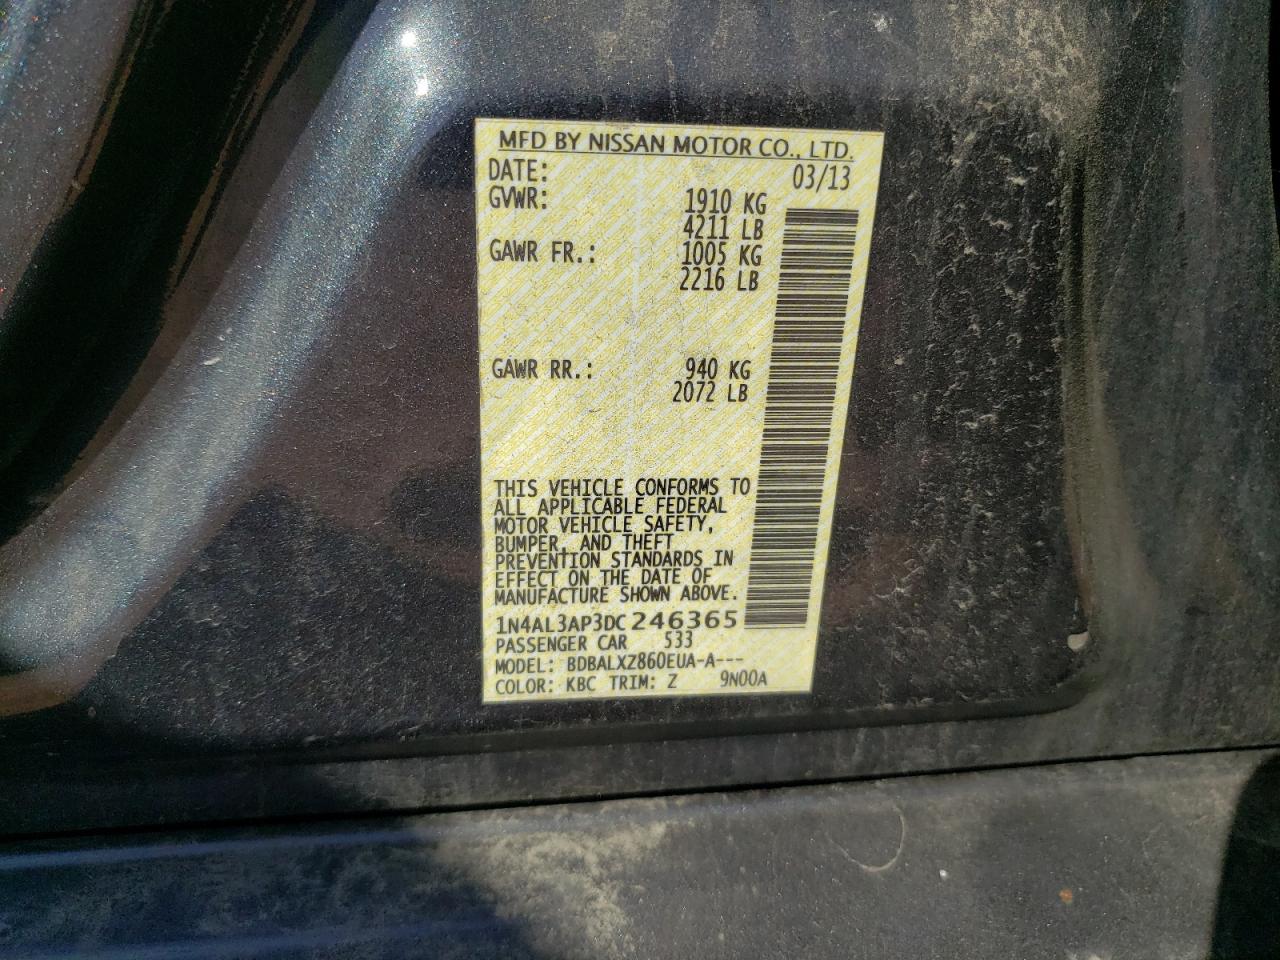 MFD BY NISSAN MOTOR CO., LTD.
DATE: 03/13
GVWR: 1910 KG
4211 LB
GAWR FR.: 1005 KG
2216 LB
GAWR RR.: 940 KG
2072 LB
THIS VEHICLE CONFORMS TO
ALL APPLICABLE FEDERAL
MOTOR VEHICLE SAFETY,
BUMPER, AND THEFT
PREVENTION STANDARDS IN
EFFECT ON THE DATE OF
MANUFACTURE SHOWN ABOVE.
1N4AL3AP3DC246365
PASSENGER CAR 533
MODEL: BDBALXZ860EUA-A---
COLOR: KBC TRIM: Z 9N00A